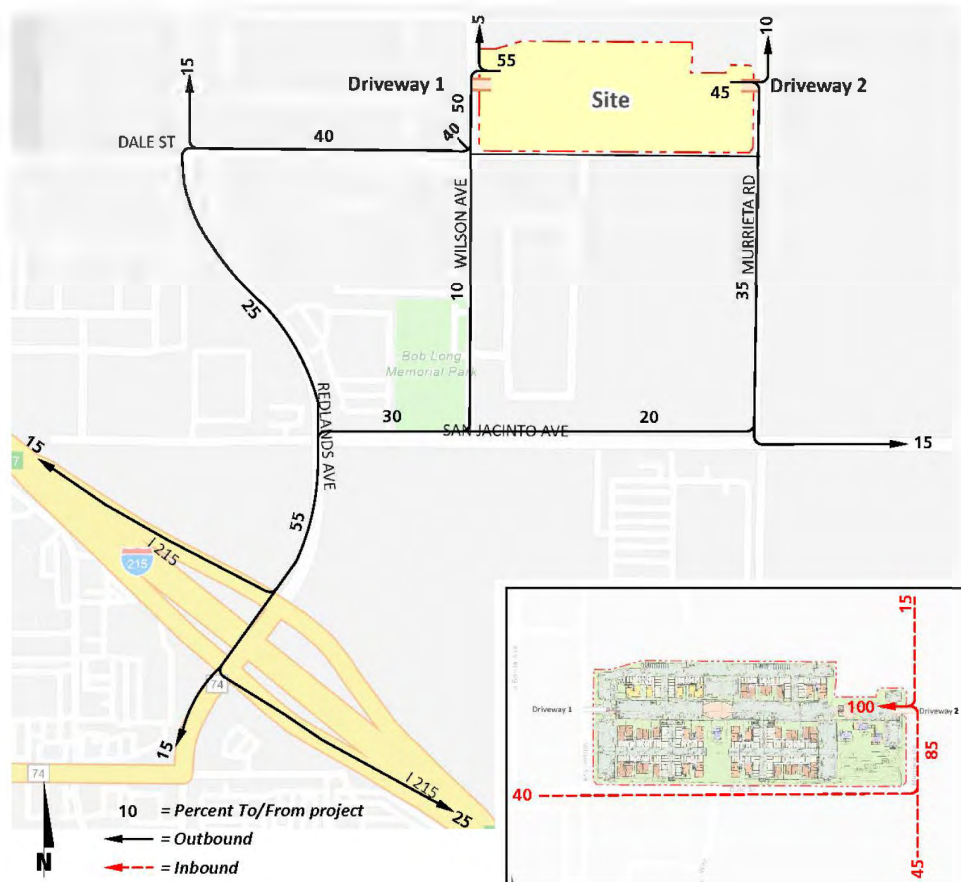 5
10
55
15
Driveway 1
45
Driveway 2
Site
50
DALE ST
40
40
WILSON AVE
MURRIETA RD
10
35
25
Bob Long
Memorial Park
REDLANDS AVE
30
SAN JACINTO AVE
20
15
15
7
55
I 215
215
74
15
I 215
25
74
10 = Percent To/From project
= Outbound
= Inbound
N
15
Driveway 1
100
Driveway 2
85
40
45